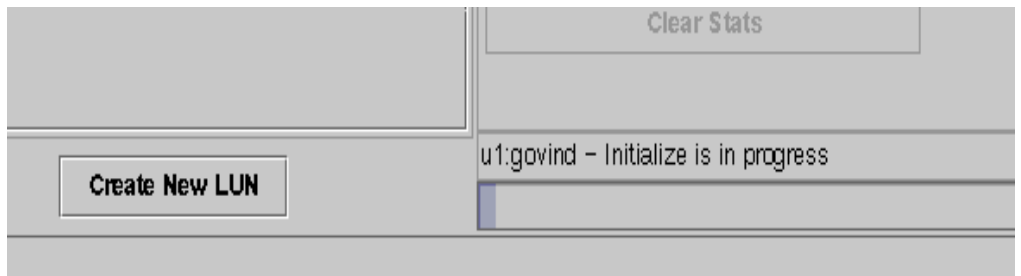 Clear Stats
u1:govind – Initialize is in progress
Create New LUN